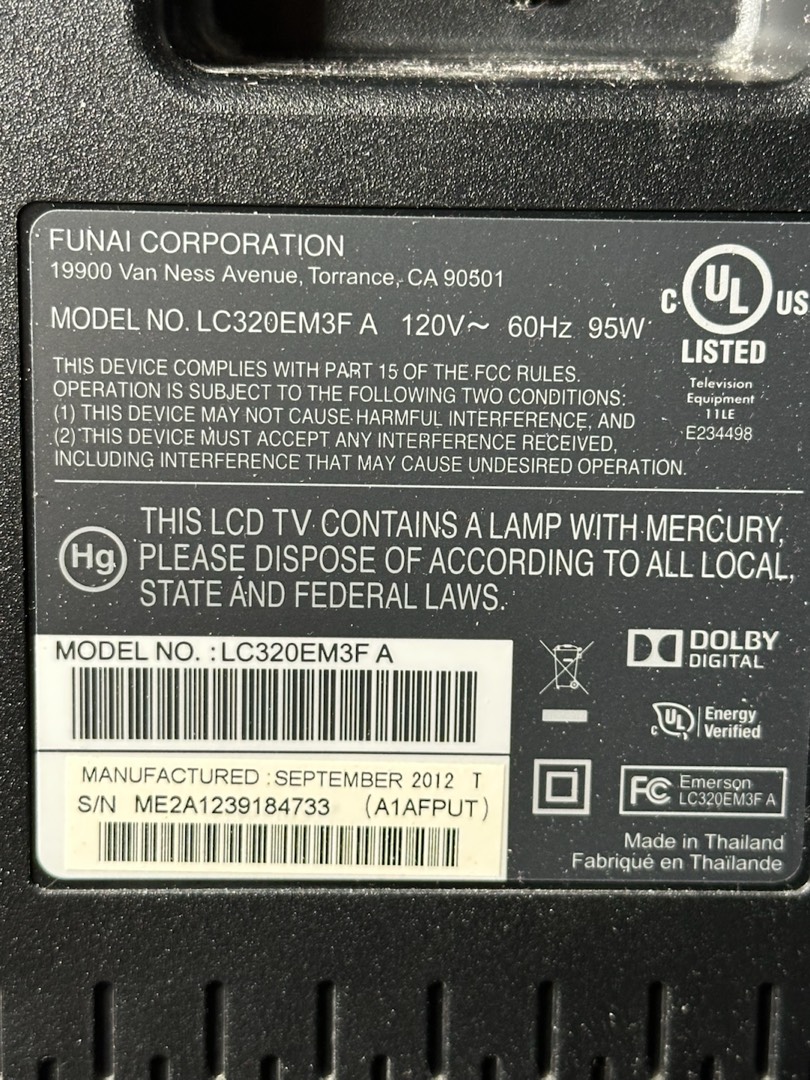 FUNAI CORPORATION
19900 Van Ness Avenue, Torrance, CA 90501
MODEL NO. LC320EM3F A 120V~ 60Hz 95W
C UL US
LISTED
Television
Equipment
11LE
E234498
THIS DEVICE COMPLIES WITH PART 15 OF THE FCC RULES.
OPERATION IS SUBJECT TO THE FOLLOWING TWO CONDITIONS:
(1) THIS DEVICE MAY NOT CAUSE HARMFUL INTERFERENCE, AND
(2) THIS DEVICE MUST ACCEPT ANY INTERFERENCE RECEIVED,
INCLUDING INTERFERENCE THAT MAY CAUSE UNDESIRED OPERATION.
Hg
THIS LCD TV CONTAINS A LAMP WITH MERCURY,
PLEASE DISPOSE OF ACCORDING TO ALL LOCAL,
STATE AND FEDERAL LAWS.
MODEL NO. : LC320EM3F A
MANUFACTURED : SEPTEMBER 2012 T
S/N ME2A1239184733 (A1AFPUT)
DOLBY
DIGITAL
c UL Energy
Verified
FC Emerson
LC320EM3F A
Made in Thailand
Fabriqué en Thaïlande